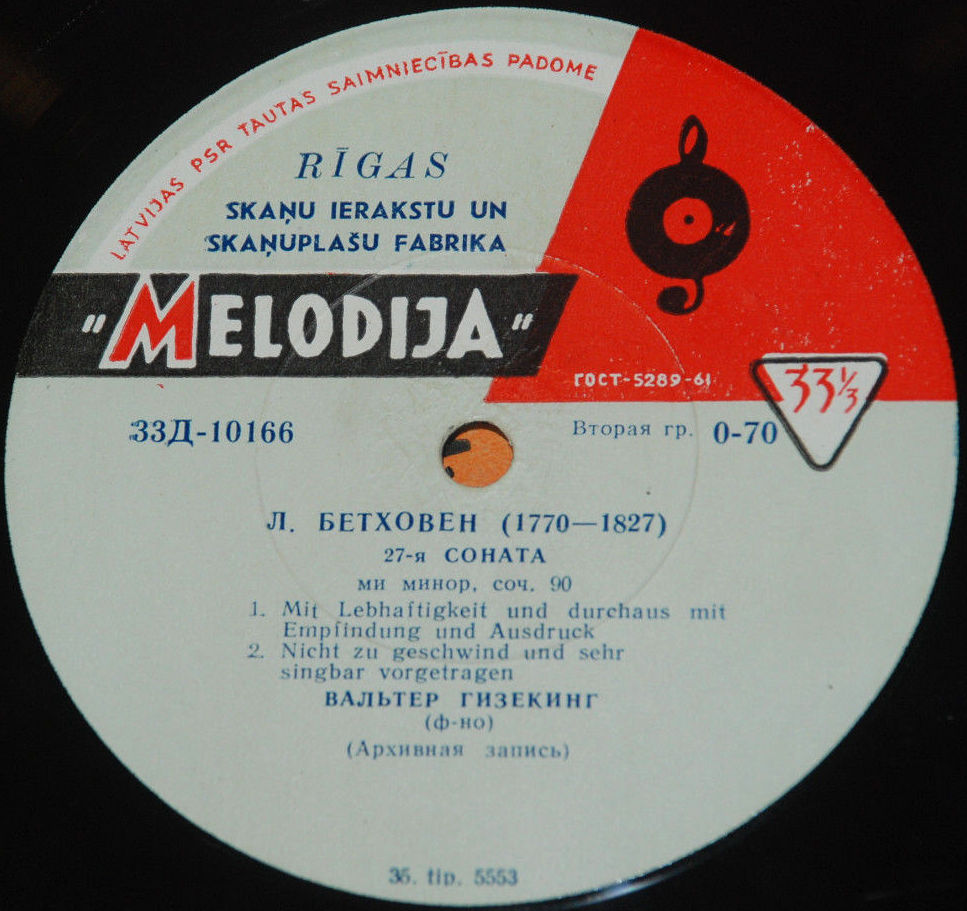 LATVIJAS PSR TAUTAS SAIMNIECĪBAS PADOME
RĪGAS
SKAŅU IERAKSTU UN
SKAŅUPLAŠU FABRIKA
"MELODIJA"
ГОСТ-5289-61
33⅓
33Д-10166
Вторая гр. 0-70
Л. БЕТХОВЕН (1770—1827)
27-я СОНАТА
ми минор, соч. 90
1. Mit Lebhaftigkeit und durchaus mit
Empfindung und Ausdruck
2. Nicht zu geschwind und sehr
singbar vorgetragen
ВАЛЬТЕР ГИЗЕКИНГ
(ф-но)
(Архивная запись)
35. tip. 5553